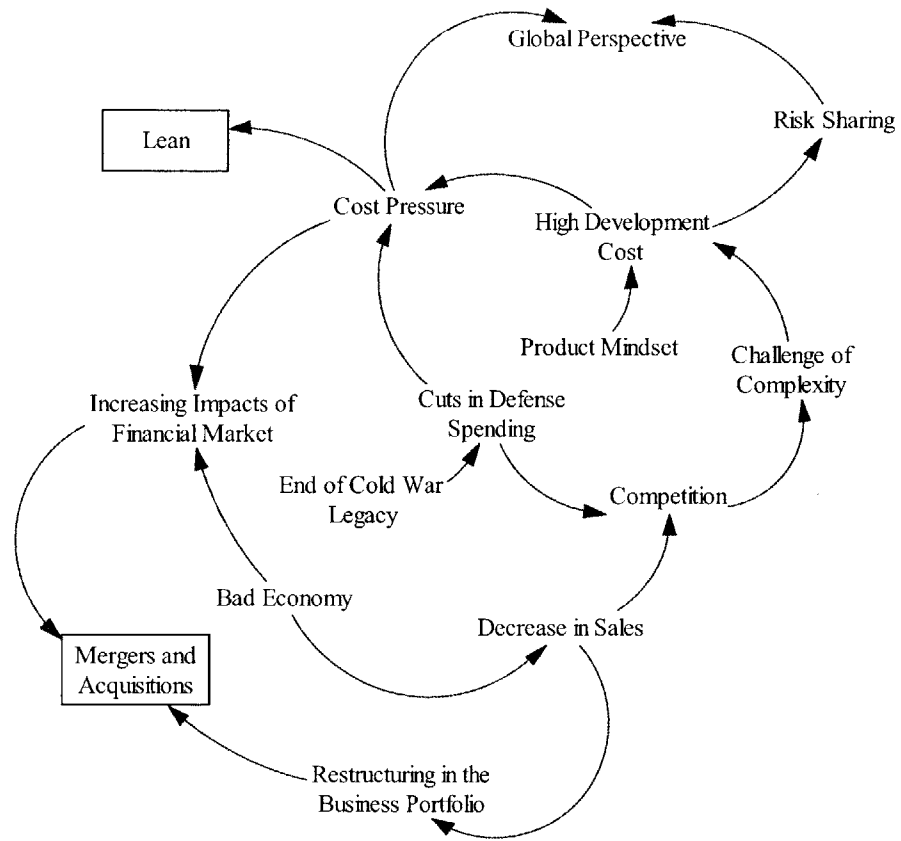 Global Perspective
Risk Sharing
Lean
Cost Pressure
High Development
Cost
Product Mindset
Challenge of
Complexity
Increasing Impacts of
Financial Market
Cuts in Defense
Spending
End of Cold War
Legacy
Competition
Bad Economy
Decrease in Sales
Mergers and
Acquisitions
Restructuring in the
Business Portfolio